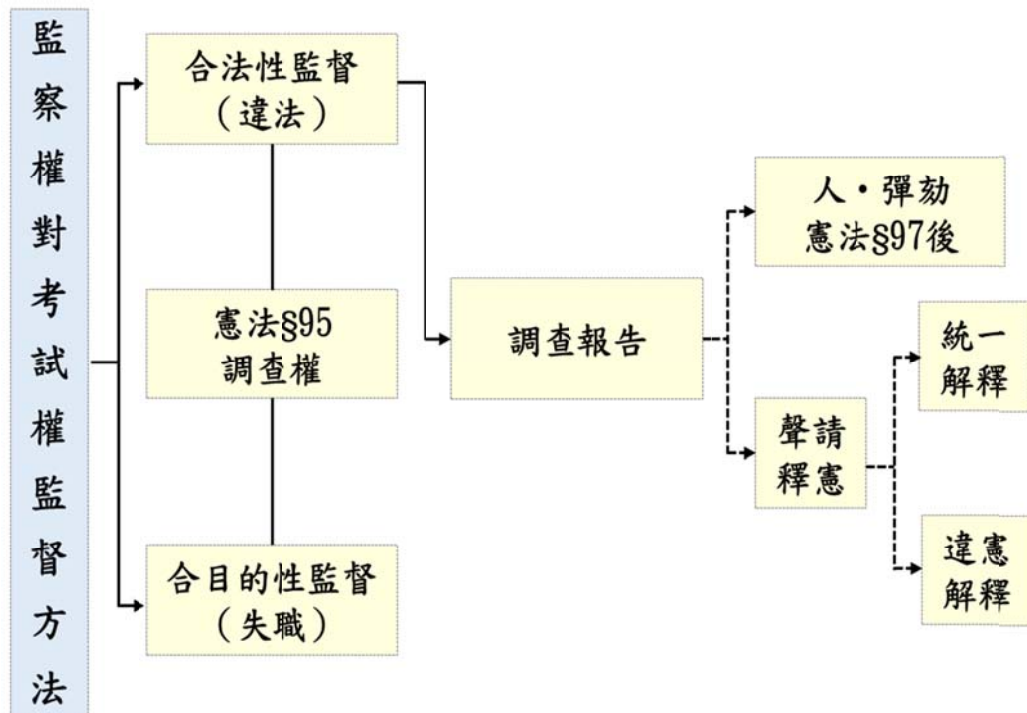 監察權對考試權監督方法
合法性監督
（違法）
憲法§95
調查權
合目的性監督
（失職）
調查報告
人・彈劾
憲法§97後
聲請
釋憲
統一
解釋
違憲
解釋